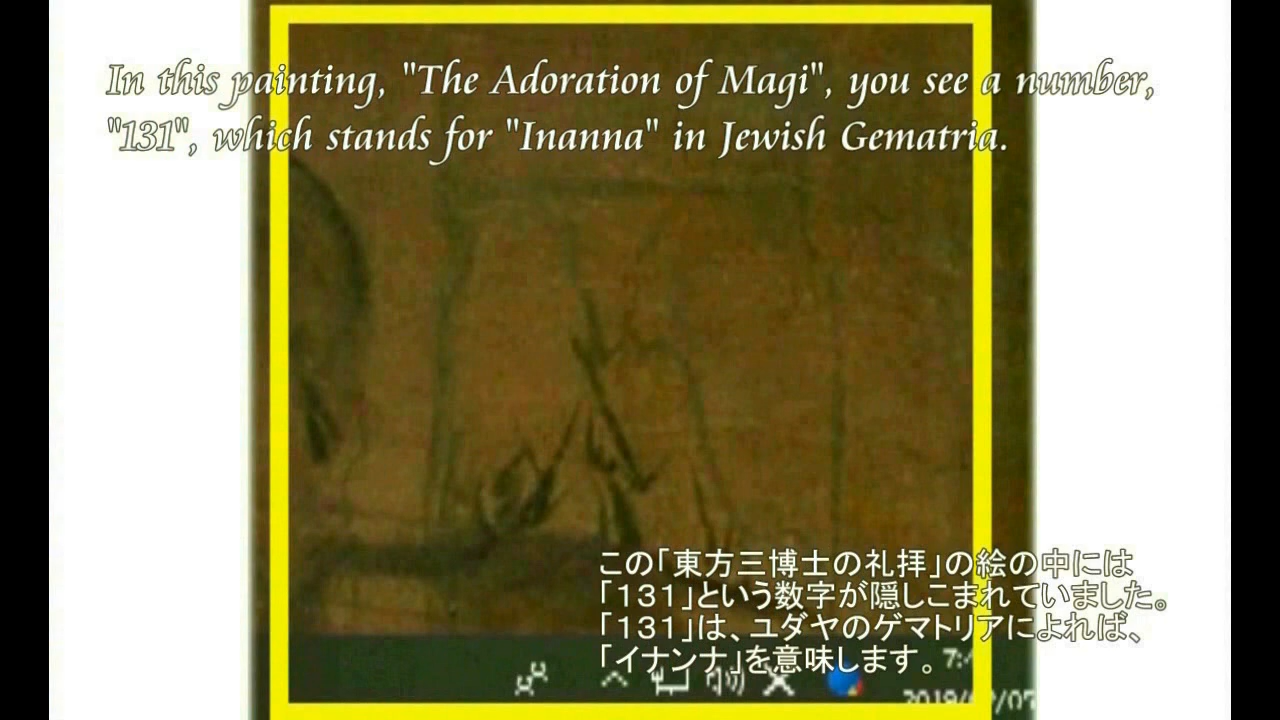 In this painting, "The Adoration of Magi", you see a number,
"131", which stands for "Inanna" in Jewish Gematria.
この「東方三博士の礼拝」の絵の中には
「１３１」という数字が隠しこまれていました。
「１３１」は、ユダヤのゲマトリアによれば、
「イナンナ」を意味します。